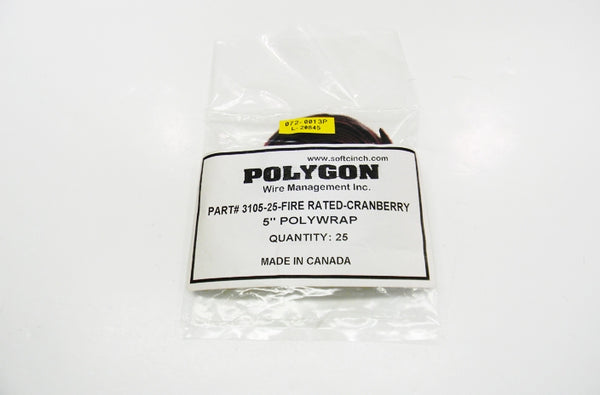 072-0013P
L-20845
www.softcinch.com
POLYGON
Wire Management Inc.
PART# 3105-25-FIRE RATED-CRANBERRY
5" POLYWRAP
QUANTITY: 25
MADE IN CANADA